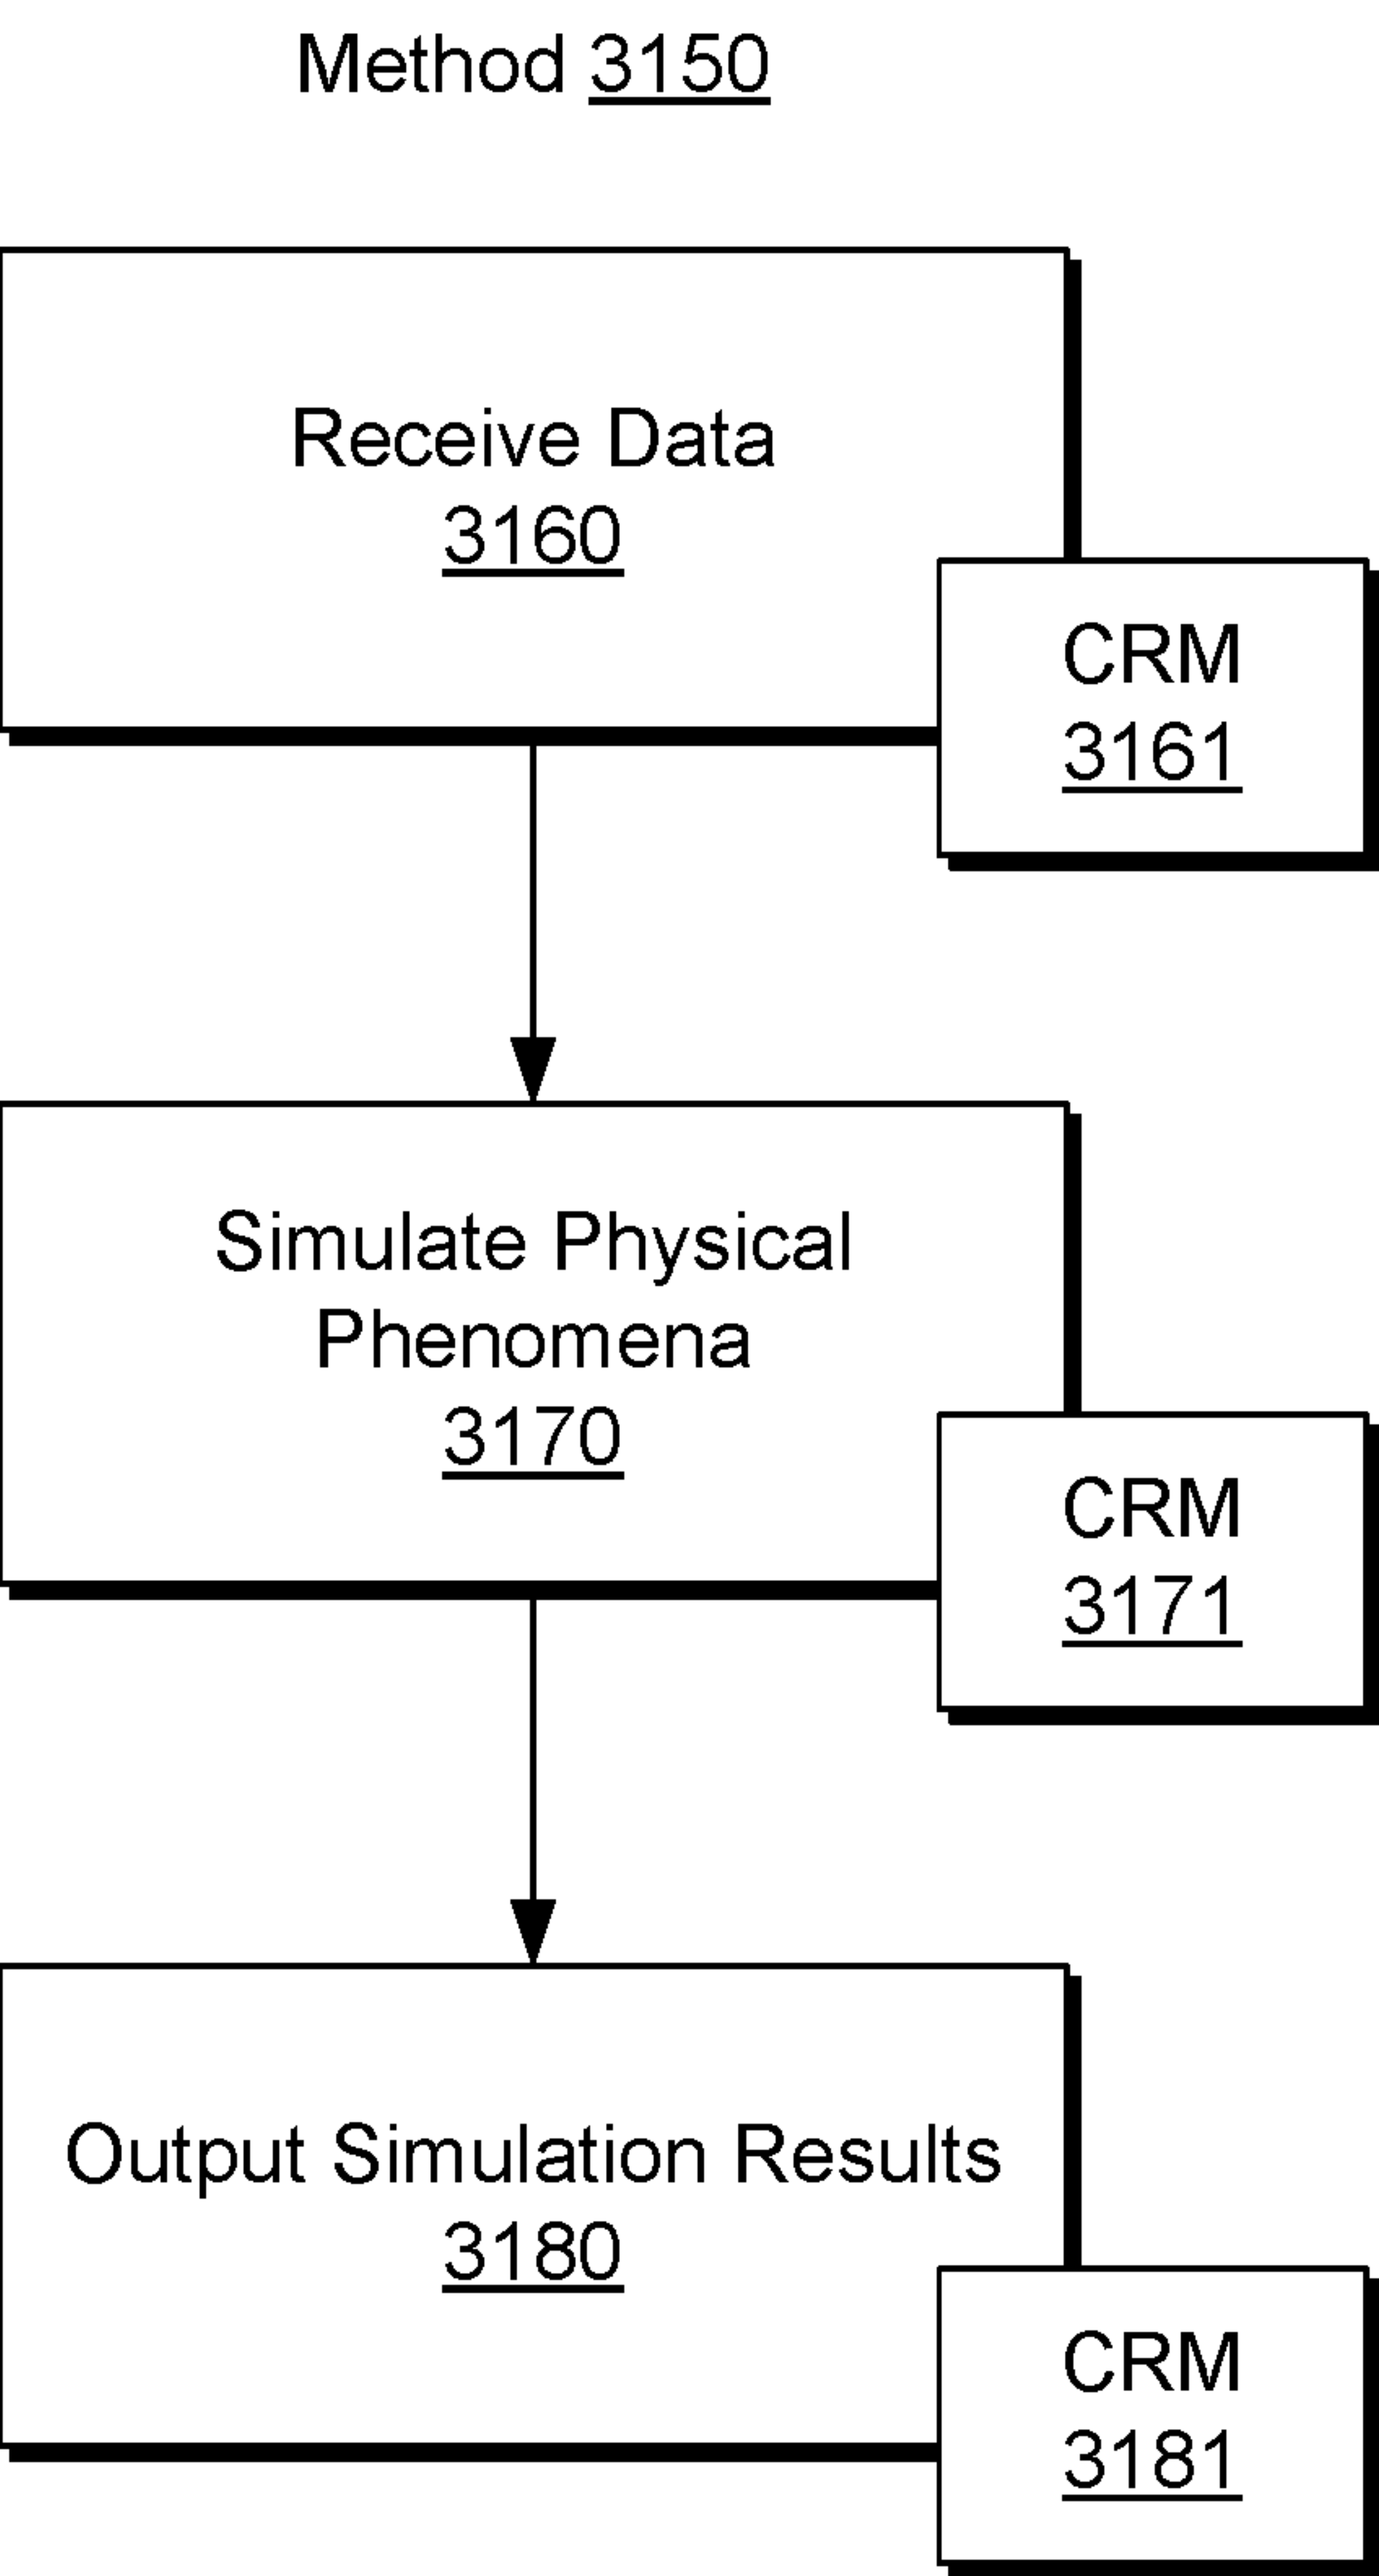 Method 3150
Receive Data
3160
CRM
3161
Simulate Physical
Phenomena
3170
CRM
3171
Output Simulation Results
3180
CRM
3181